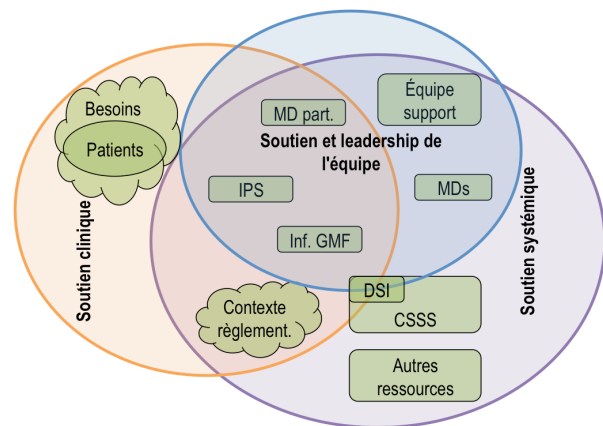 Besoins
Patients
MD part.
Équipe
support
Soutien et leadership de
l'équipe
IPS
MDs
Inf. GMF
Soutien clinique
Soutien systémique
Contexte
règlement.
DSI
CSSS
Autres
ressources